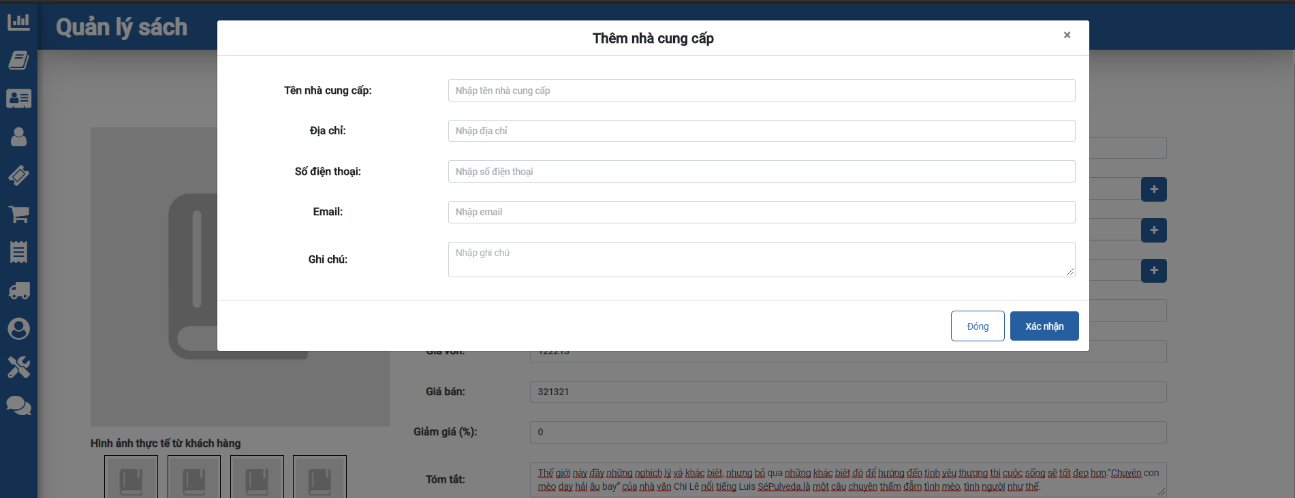 Quản lý sách
Thêm nhà cung cấp
×
Tên nhà cung cấp:
Nhập tên nhà cung cấp
Địa chỉ:
Nhập địa chỉ
Số điện thoại:
Nhập số điện thoại
Email:
Nhập email
Ghi chú:
Nhập ghi chú
Đóng
Xác nhận
+
+
+
Giá vốn:
122213
Giá bán:
321321
Giảm giá (%):
0
Hình ảnh thực tế từ khách hàng
Tóm tắt:
Thế giới này đầy những nghịch lý và khác biệt, nhưng bỏ qua những khác biệt đó để hướng đến tình yêu thương thì cuộc sống sẽ tốt đẹp hơn."Chuyện con
mèo dạy hải âu bay" của nhà văn Chi Lê nổi tiếng Luis SéPulveda, là một câu chuyện thấm đẫm tình mèo, tình người như thế.